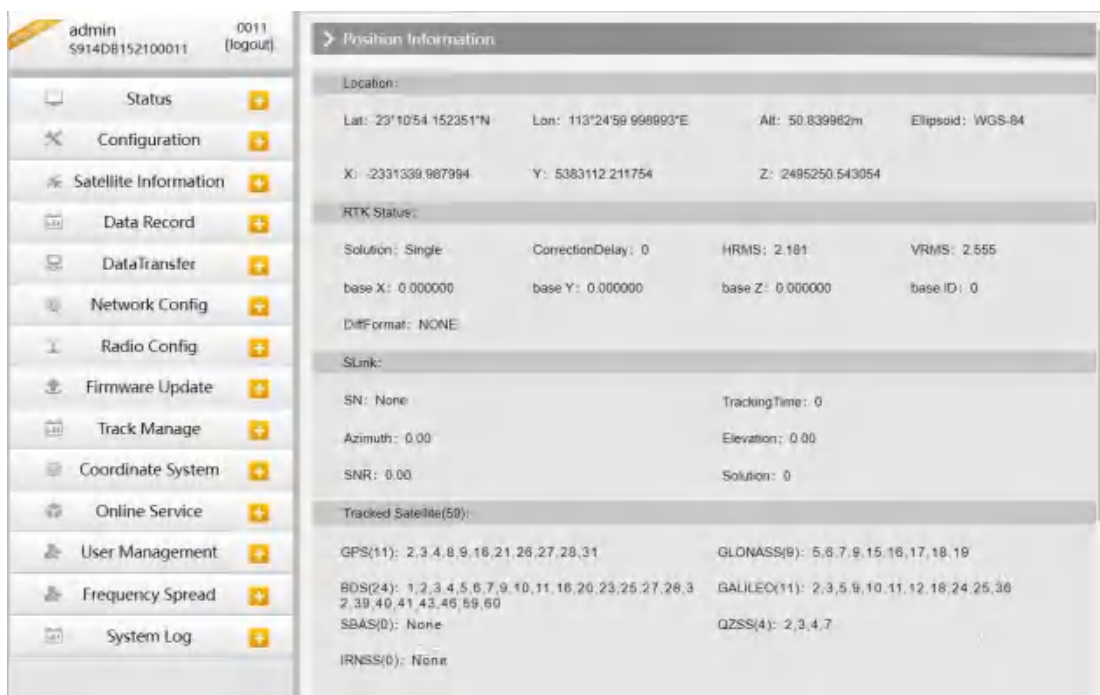 admin
0011
S914DB152100011
(logout)
Status
Configuration
Satellite Information
Data Record
DataTransfer
Network Config
Radio Config
Firmware Update
Track Manage
Coordinate System
Online Service
User Management
Frequency Spread
System Log
Position Information
Location:
Lat: 23°10'54.152351"N Lon: 113°24'59.998993"E Alt: 50.839962m Ellipsoid: WGS-84
X: -2331339.987994 Y: 5383112.211754 Z: 2495250.543054
RTK Status:
Solution: Single CorrectionDelay: 0 HRMS: 2.181 VRMS: 2.555
base X: 0.000000 base Y: 0.000000 base Z: 0.000000 base ID: 0
DiffFormat: NONE
SLink:
SN: None TrackingTime: 0
Azimuth: 0.00 Elevation: 0.00
SNR: 0.00 Solution: 0
Tracked Satellite(59):
GPS(11): 2,3,4,8,9,16,21,26,27,28,31 GLONASS(9): 5,6,7,9,15,16,17,18,19
BDS(24): 1,2,3,4,5,6,7,9,10,11,16,20,23,25,27,28,3 GALILEO(11): 2,3,5,9,10,11,12,18,24,25,36
2,39,40,41,43,46,59,60
SBAS(0): None QZSS(4): 2,3,4,7
IRNSS(0): None